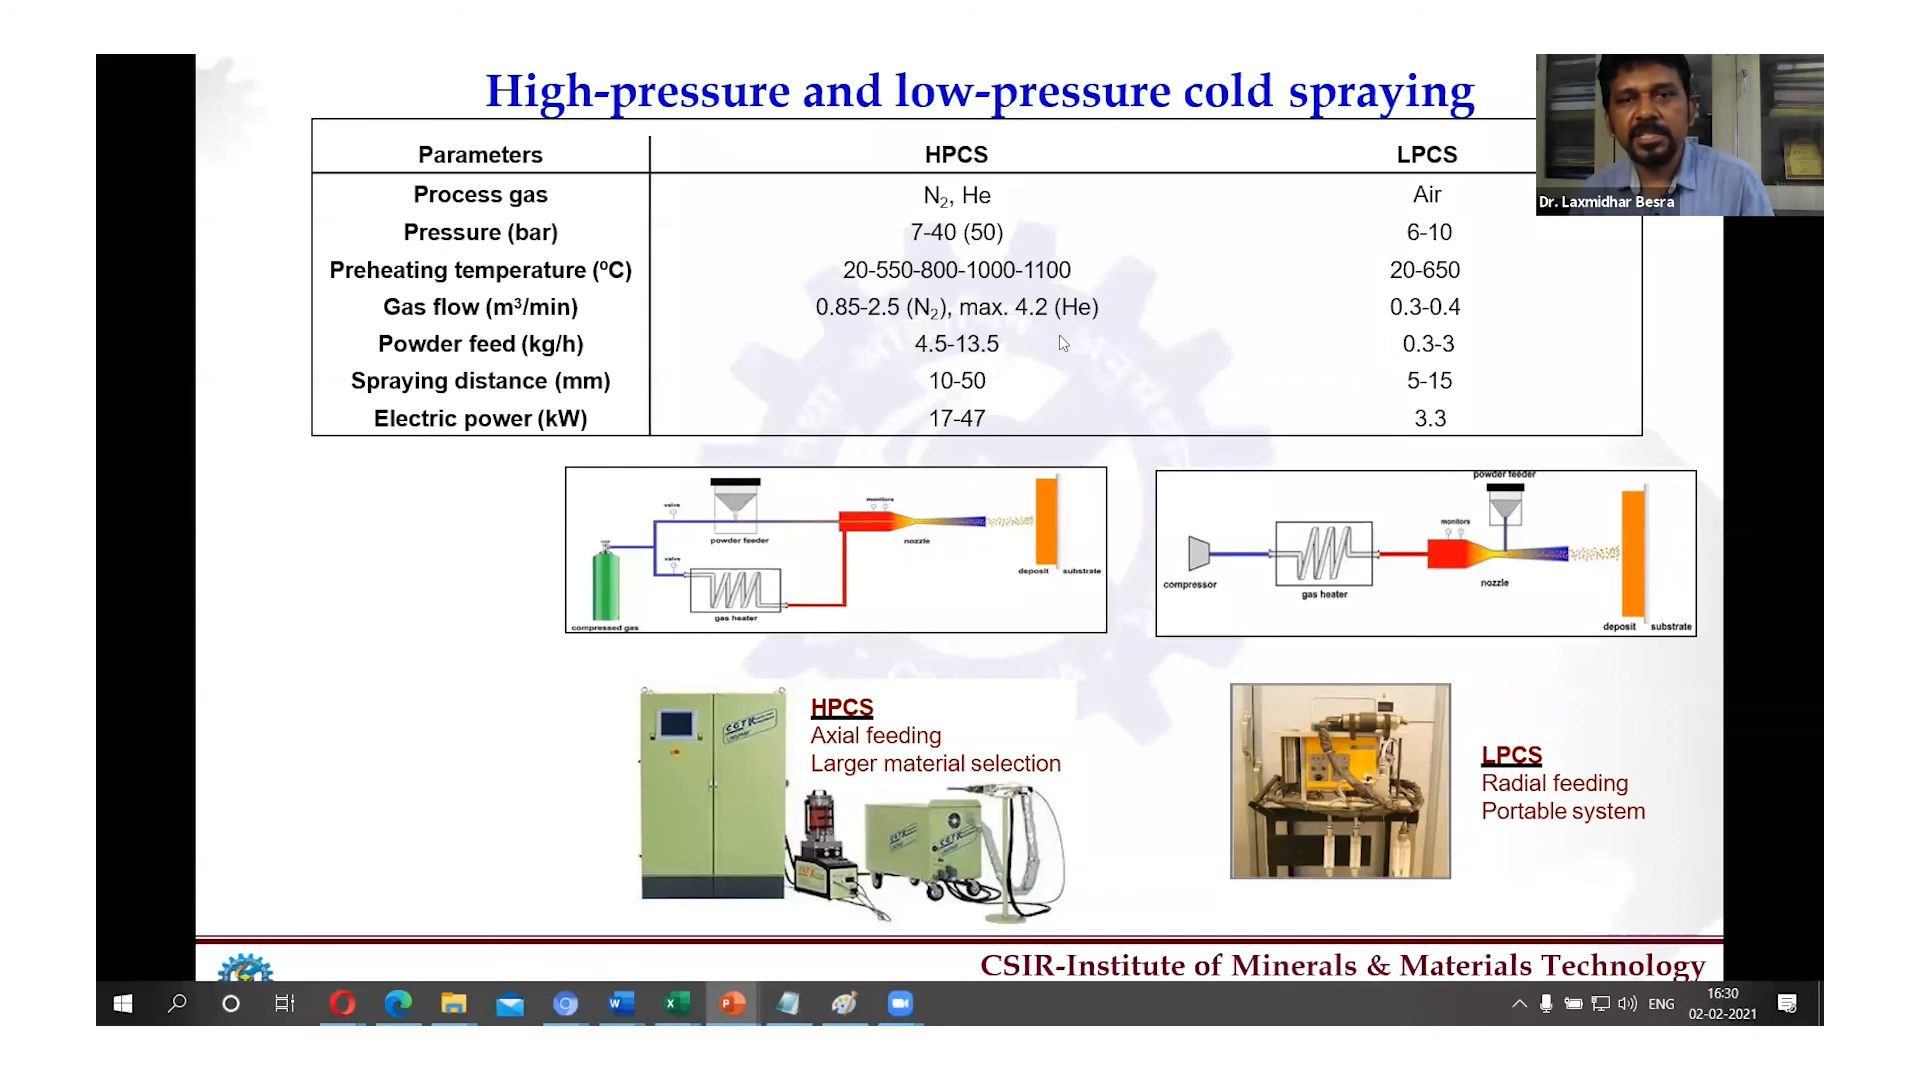 High-pressure and low-pressure cold spraying
Dr. Laxmidhar Besra
Parameters HPCS LPCS
Process gas N₂, He Air
Pressure (bar) 7-40 (50) 6-10
Preheating temperature (ºC) 20-550-800-1000-1100 20-650
Gas flow (m³/min) 0.85-2.5 (N₂), max. 4.2 (He) 0.3-0.4
Powder feed (kg/h) 4.5-13.5 0.3-3
Spraying distance (mm) 10-50 5-15
Electric power (kW) 17-47 3.3
valve
monitors
powder feeder
nozzle
valve
deposit substrate
gas heater
compressed gas
powder feeder
monitors
compressor
nozzle
gas heater
deposit substrate
HPCS
Axial feeding
Larger material selection
CGT
LPCS
Radial feeding
Portable system
CSIR-Institute of Minerals & Materials Technology
ENG
16:30
02-02-2021